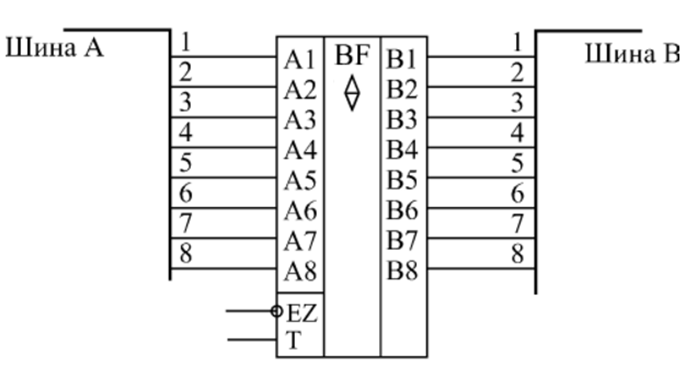 Шина А
Шина В
1 A1 BF B1 1
2 A2 B2 2
3 A3 B3 3
4 A4 B4 4
5 A5 B5 5
6 A6 B6 6
7 A7 B7 7
8 A8 B8 8
EZ
T